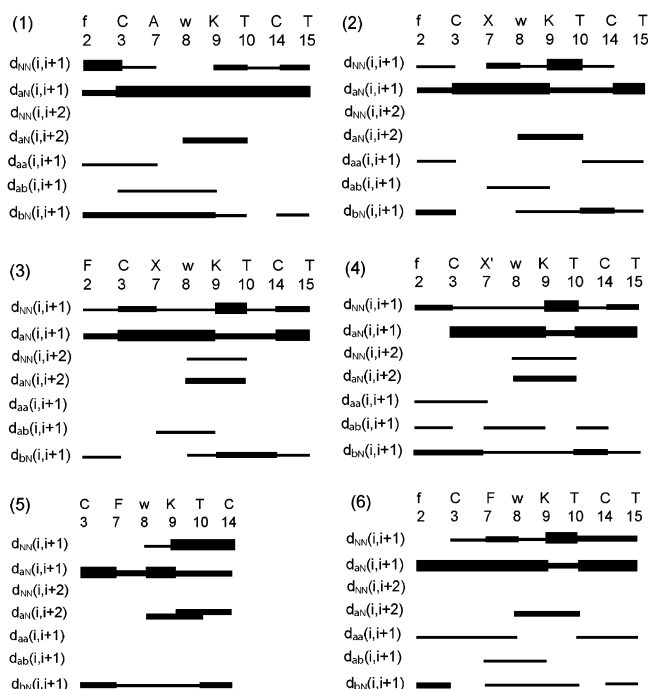 (1) f C A w K T C T
2 3 7 8 9 10 14 15
dNN(i,i+1)
daN(i,i+1)
dNN(i,i+2)
daN(i,i+2)
daa(i,i+1)
dab(i,i+1)
dbN(i,i+1)
(2) f C X w K T C T
2 3 7 8 9 10 14 15
dNN(i,i+1)
daN(i,i+1)
dNN(i,i+2)
daN(i,i+2)
daa(i,i+1)
dab(i,i+1)
dbN(i,i+1)
(3) F C X w K T C T
2 3 7 8 9 10 14 15
dNN(i,i+1)
daN(i,i+1)
dNN(i,i+2)
daN(i,i+2)
daa(i,i+1)
dab(i,i+1)
dbN(i,i+1)
(4) f C X' w K T C T
2 3 7 8 9 10 14 15
dNN(i,i+1)
daN(i,i+1)
dNN(i,i+2)
daN(i,i+2)
daa(i,i+1)
dab(i,i+1)
dbN(i,i+1)
(5) C F w K T C
3 7 8 9 10 14
dNN(i,i+1)
daN(i,i+1)
dNN(i,i+2)
daN(i,i+2)
daa(i,i+1)
dab(i,i+1)
dbN(i,i+1)
(6) f C F w K T C T
2 3 7 8 9 10 14 15
dNN(i,i+1)
daN(i,i+1)
dNN(i,i+2)
daN(i,i+2)
daa(i,i+1)
dab(i,i+1)
dbN(i,i+1)